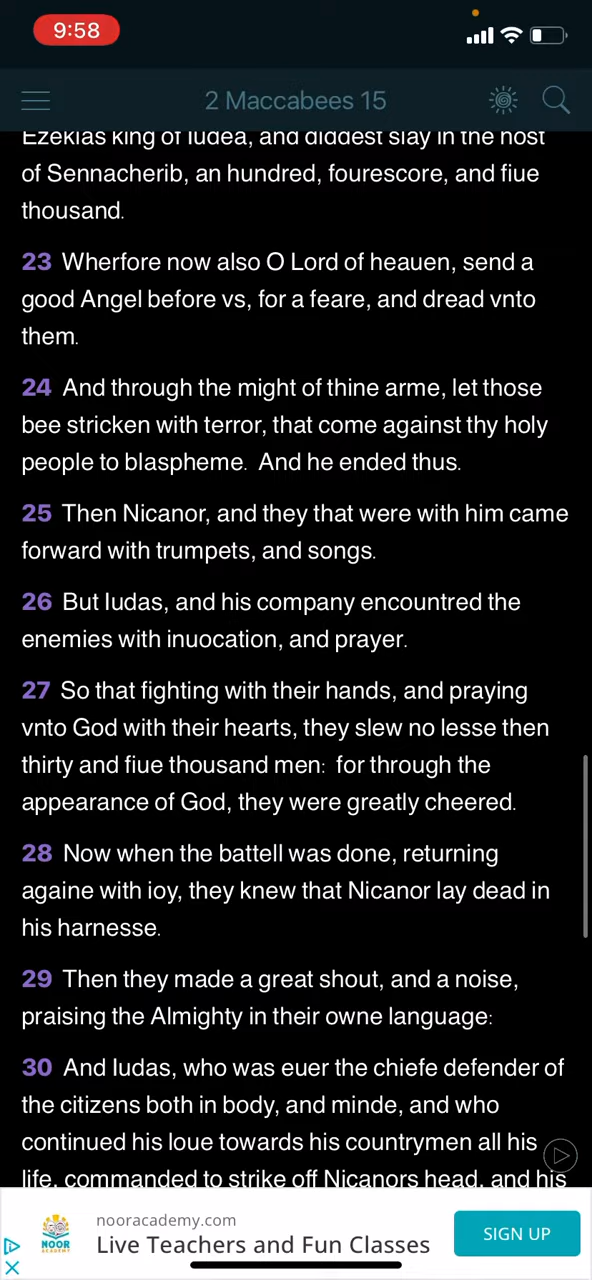 9:58
2 Maccabees 15
Ezekias king of Iudea, and diddest slay in the host
of Sennacherib, an hundred, fourescore, and fiue
thousand.
23 Wherfore now also O Lord of heauen, send a
good Angel before vs, for a feare, and dread vnto
them.
24 And through the might of thine arme, let those
bee stricken with terror, that come against thy holy
people to blaspheme. And he ended thus.
25 Then Nicanor, and they that were with him came
forward with trumpets, and songs.
26 But Iudas, and his company encountred the
enemies with inuocation, and prayer.
27 So that fighting with their hands, and praying
vnto God with their hearts, they slew no lesse then
thirty and fiue thousand men: for through the
appearance of God, they were greatly cheered.
28 Now when the battell was done, returning
againe with ioy, they knew that Nicanor lay dead in
his harnesse.
29 Then they made a great shout, and a noise,
praising the Almighty in their owne language:
30 And Iudas, who was euer the chiefe defender of
the citizens both in body, and minde, and who
continued his loue towards his countrymen all his
life, commanded to strike off Nicanors head, and his
nooracademy.com
Live Teachers and Fun Classes
SIGN UP
NOOR
ACADEMY